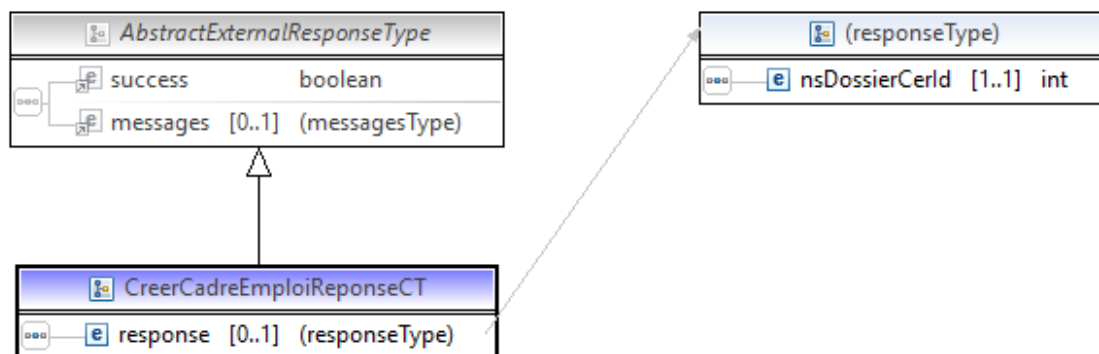 AbstractExternalResponseType
success boolean
messages [0..1] (messagesType)
(responseType)
nsDossierCerId [1..1] int
CreerCadreEmploiReponseCT
response [0..1] (responseType)